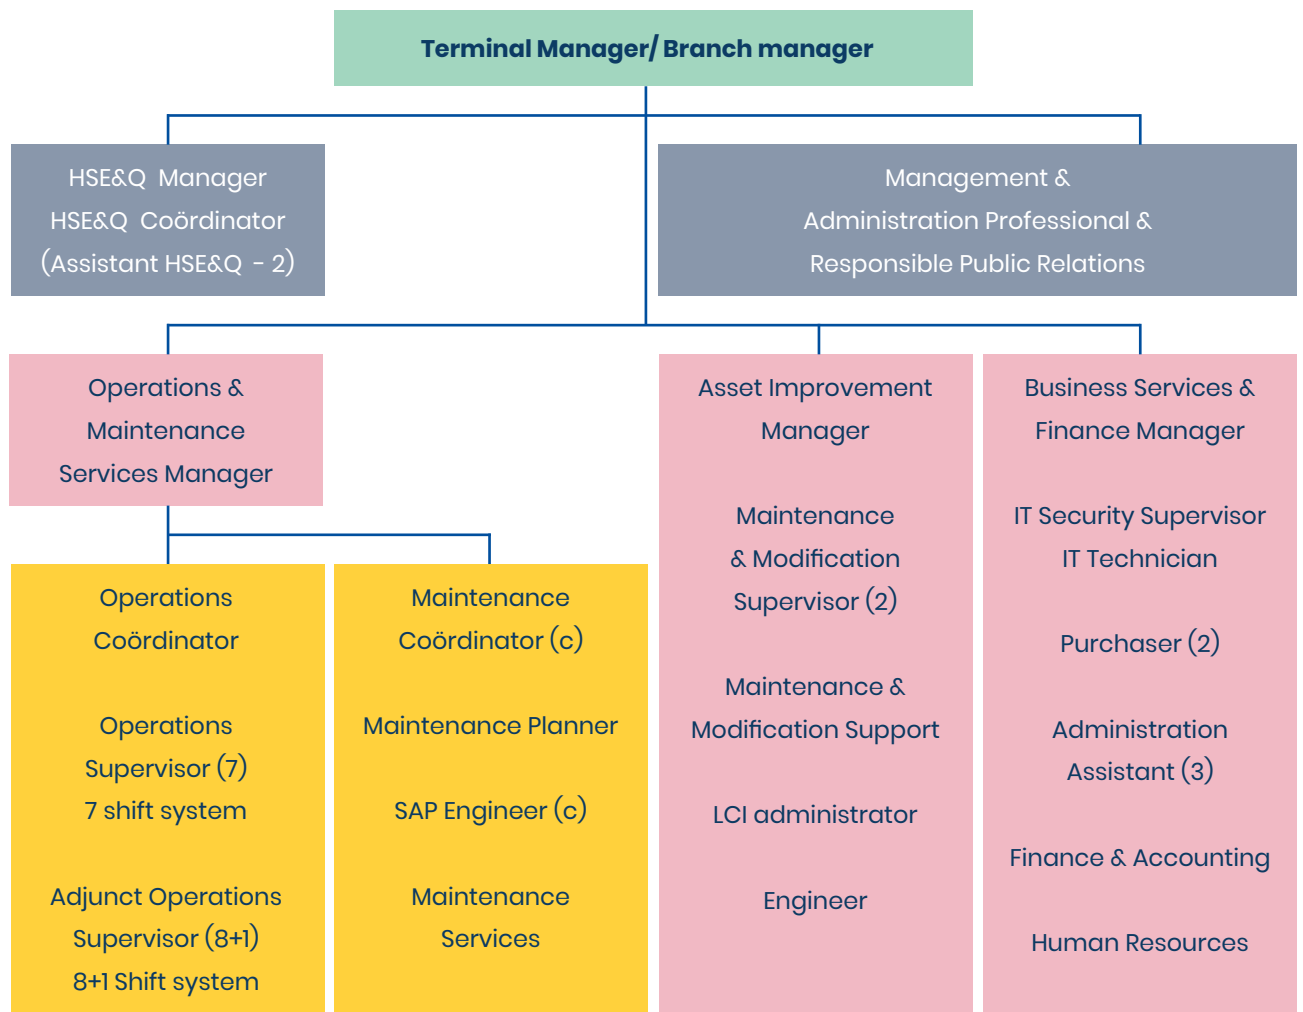 Terminal Manager/ Branch manager
HSE&Q Manager
HSE&Q Coördinator
(Assistant HSE&Q - 2)
Management &
Administration Professional &
Responsible Public Relations
Operations &
Maintenance
Services Manager
Operations
Coördinator
Operations
Supervisor (7)
7 shift system
Adjunct Operations
Supervisor (8+1)
8+1 Shift system
Maintenance
Coördinator (c)
Maintenance Planner
SAP Engineer (c)
Maintenance
Services
Asset Improvement
Manager
Maintenance
& Modification
Supervisor (2)
Maintenance &
Modification Support
LCI administrator
Engineer
Business Services &
Finance Manager
IT Security Supervisor
IT Technician
Purchaser (2)
Administration
Assistant (3)
Finance & Accounting
Human Resources